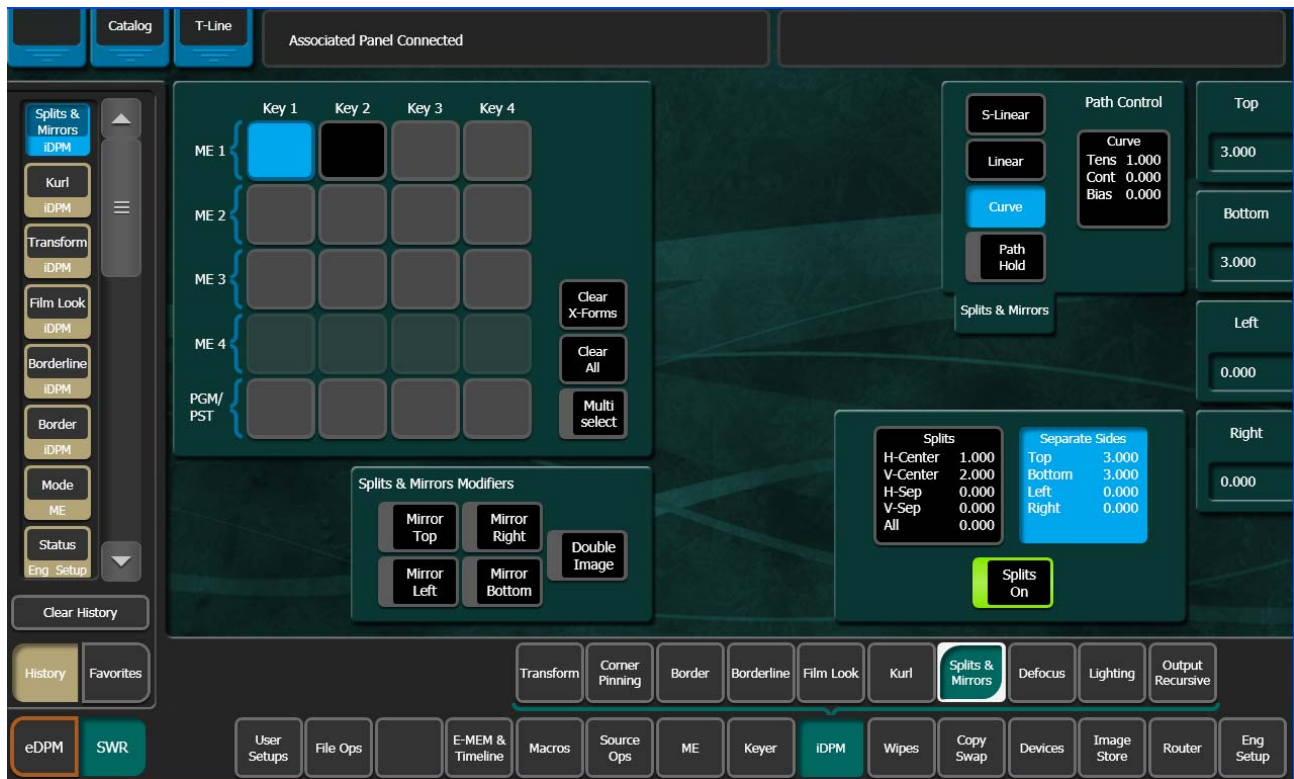 Catalog
T-Line
Associated Panel Connected
Splits &
Mirrors
iDPM
Kurl
iDPM
Transform
iDPM
Film Look
iDPM
Borderline
iDPM
Border
iDPM
Mode
ME
Status
Eng Setup
Clear History
History
Favorites
eDPM
SWR
Key 1 Key 2 Key 3 Key 4
ME 1
ME 2
ME 3
ME 4
PGM/
PST
Clear
X-Forms
Clear
All
Multi
select
Splits & Mirrors Modifiers
Mirror
Top
Mirror
Right
Mirror
Left
Mirror
Bottom
Double
Image
S-Linear
Linear
Curve
Path
Hold
Path Control
Curve
Tens 1.000
Cont 0.000
Bias 0.000
Splits & Mirrors
Top
3.000
Bottom
3.000
Left
0.000
Right
0.000
Splits
H-Center 1.000
V-Center 2.000
H-Sep 0.000
V-Sep 0.000
All 0.000
Separate Sides
Top 3.000
Bottom 3.000
Left 0.000
Right 0.000
Splits
On
Transform
Corner
Pinning
Border
Borderline
Film Look
Kurl
Splits &
Mirrors
Defocus
Lighting
Output
Recursive
User
Setups
File Ops
E-MEM &
Timeline
Macros
Source
Ops
ME
Keyer
iDPM
Wipes
Copy
Swap
Devices
Image
Store
Router
Eng
Setup